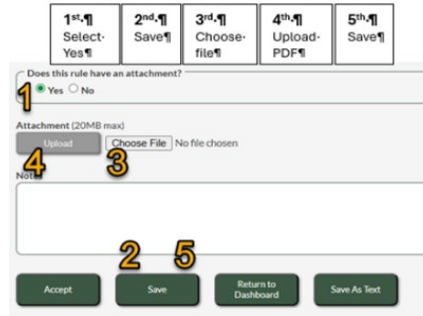 1st.¶ 2nd.¶ 3rd.¶ 4th.¶ 5th.¶
Select· Save¶ Choose· Upload· Save¶
Yes¶ file¶ PDF¶
Does this rule have an attachment?
1 Yes No
Attachment (20MB max)
Upload Choose File No file chosen
4 3
Notes
2 5
Accept Save Return to Dashboard Save As Text